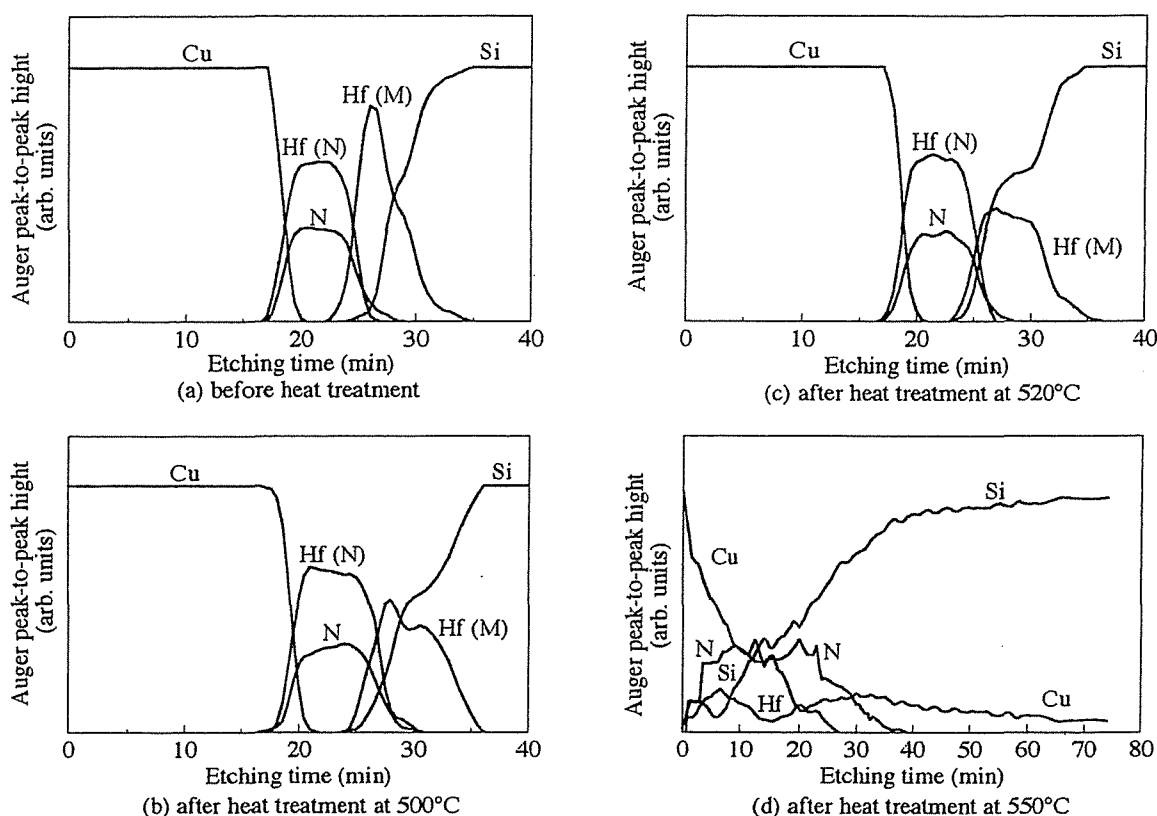 Auger peak-to-peak hight
(arb. units)
Cu
Si
Hf (N)
N
Hf (M)
0 10 20 30 40
Etching time (min)
(a) before heat treatment
Auger peak-to-peak hight
(arb. units)
Cu
Si
Hf (N)
N
Hf (M)
0 10 20 30 40
Etching time (min)
(c) after heat treatment at 520°C
Auger peak-to-peak hight
(arb. units)
Cu
Si
Hf (N)
N
Hf (M)
0 10 20 30 40
Etching time (min)
(b) after heat treatment at 500°C
Auger peak-to-peak hight
(arb. units)
Si
Cu
N
N
Si
Hf
Cu
0 10 20 30 40 50 60 70 80
Etching time (min)
(d) after heat treatment at 550°C